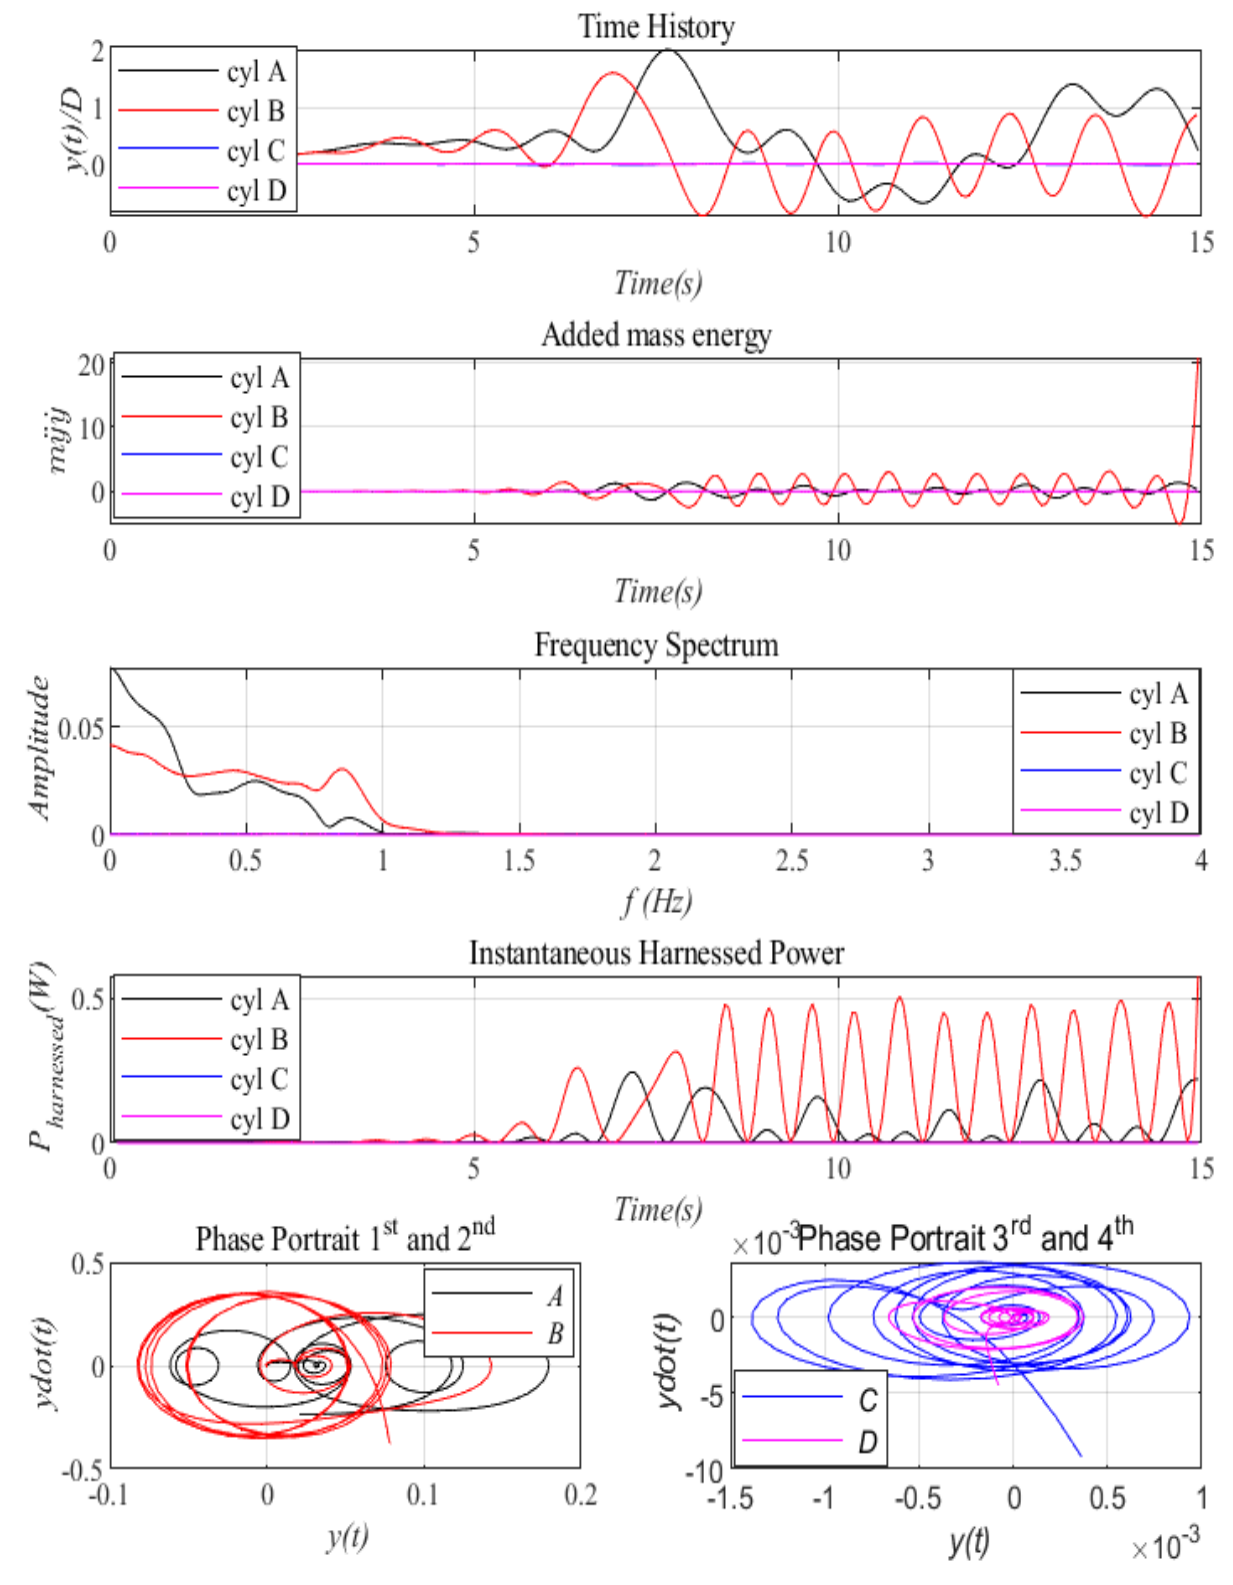 Time History
y(t)/D
2
1
0
cyl A
cyl B
cyl C
cyl D
0 5 10 15
Time(s)
Added mass energy
mÿẏ
20
10
0
cyl A
cyl B
cyl C
cyl D
0 5 10 15
Time(s)
Frequency Spectrum
Amplitude
0.05
0
cyl A
cyl B
cyl C
cyl D
0 0.5 1 1.5 2 2.5 3 3.5 4
f (Hz)
Instantaneous Harnessed Power
P harnessed (W)
0.5
0
cyl A
cyl B
cyl C
cyl D
0 5 10 15
Time(s)
Phase Portrait 1st and 2nd
ydot(t)
0.5
0
-0.5
A
B
-0.1 0 0.1 0.2
y(t)
×10-3 Phase Portrait 3rd and 4th
ydot(t)
0
-5
-10
C
D
-1.5 -1 -0.5 0 0.5 1
y(t) ×10-3